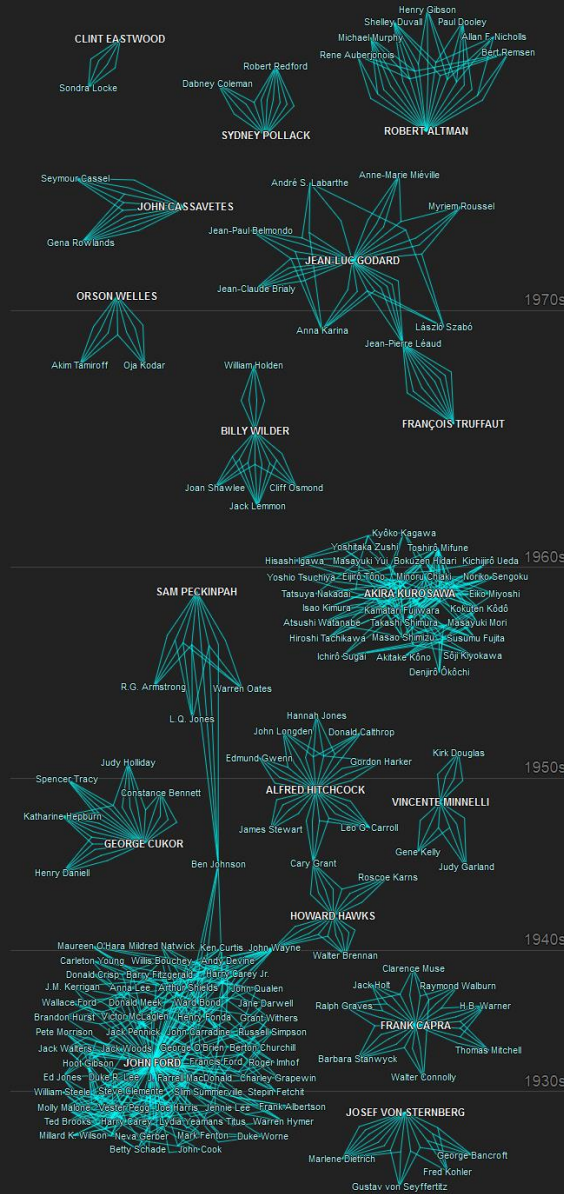 Henry Gibson
Shelley Duvall Paul Dooley
CLINT EASTWOOD Michael Murphy Allan F. Nicholls
Rene Auberjonois Bert Remsen
Robert Redford
Sondra Locke Dabney Coleman
SYDNEY POLLACK ROBERT ALTMAN
Seymour Cassel André S. Labarthe Anne-Marie Miéville
JOHN CASSAVETES Myriem Roussel
Gena Rowlands Jean-Paul Belmondo
JEAN-LUC GODARD
Jean-Claude Brialy
ORSON WELLES 1970s
Anna Karina László Szabó
Jean-Pierre Léaud
Akim Tamiroff Oja Kodar William Holden
BILLY WILDER FRANÇOIS TRUFFAUT
Joan Shawlee Cliff Osmond
Jack Lemmon
Kyôko Kagawa
Yoshitaka Zushi Toshirô Mifune
Hisashi Igawa Masayuki Yui Bokuzen Hidari Kichijirô Ueda
1960s
Yoshio Tsuchiya Eijirô Tôno Minoru Chiaki Noriko Sengoku
SAM PECKINPAH Tatsuya Nakadai AKIRA KUROSAWA Eiko Miyoshi
Isao Kimura Kamatari Fujiwara Kokuten Kôdô
Atsushi Watanabe Takashi Shimura Masayuki Mori
Hiroshi Tachikawa Masao Shimizu Susumu Fujita
Ichirô Sugai Akitake Kôno Sôji Kiyokawa
Denjirô Ôkôchi
R.G. Armstrong Warren Oates
L.Q. Jones Hannah Jones
John Longden Donald Calthrop
Judy Holliday Edmund Gwenn Gordon Harker Kirk Douglas
1950s
Spencer Tracy Constance Bennett ALFRED HITCHCOCK
VINCENTE MINNELLI
Katharine Hepburn James Stewart Leo G. Carroll
GEORGE CUKOR Gene Kelly
Henry Daniell Ben Johnson Cary Grant Judy Garland
Roscoe Karns
HOWARD HAWKS
1940s
Maureen O'Hara Mildred Natwick Ken Curtis John Wayne Walter Brennan
Carleton Young Willis Bouchey Andy Devine
Donald Crisp Barry Fitzgerald Harry Carey Jr. Clarence Muse
J.M. Kerrigan Anna Lee Arthur Shields John Qualen Jack Holt Raymond Walburn
Wallace Ford Donald Meek Ward Bond Jane Darwell Ralph Graves H.B. Warner
Brandon Hurst Victor McLaglen Henry Fonda Grant Withers FRANK CAPRA
Pete Morrison Jack Pennick John Carradine Russell Simpson
Jack Walters Jack Woods George O'Brien Berton Churchill Thomas Mitchell
Hoot Gibson JOHN FORD Francis Ford Roger Imhof Barbara Stanwyck
Ed Jones Duke R. Lee J. Farrell MacDonald Charley Grapewin Walter Connolly
1930s
William Steele Steve Clemente Slim Summerville Stepin Fetchit
Molly Malone Vester Pegg Joe Harris Jennie Lee Frank Albertson JOSEF VON STERNBERG
Ted Brooks Harry Carey Lydia Yeamans Titus Warren Hymer
Millard K. Wilson Neva Gerber Mark Fenton Duke Worne
Betty Schade John Cook Marlene Dietrich George Bancroft
Fred Kohler
Gustav von Seyffertitz